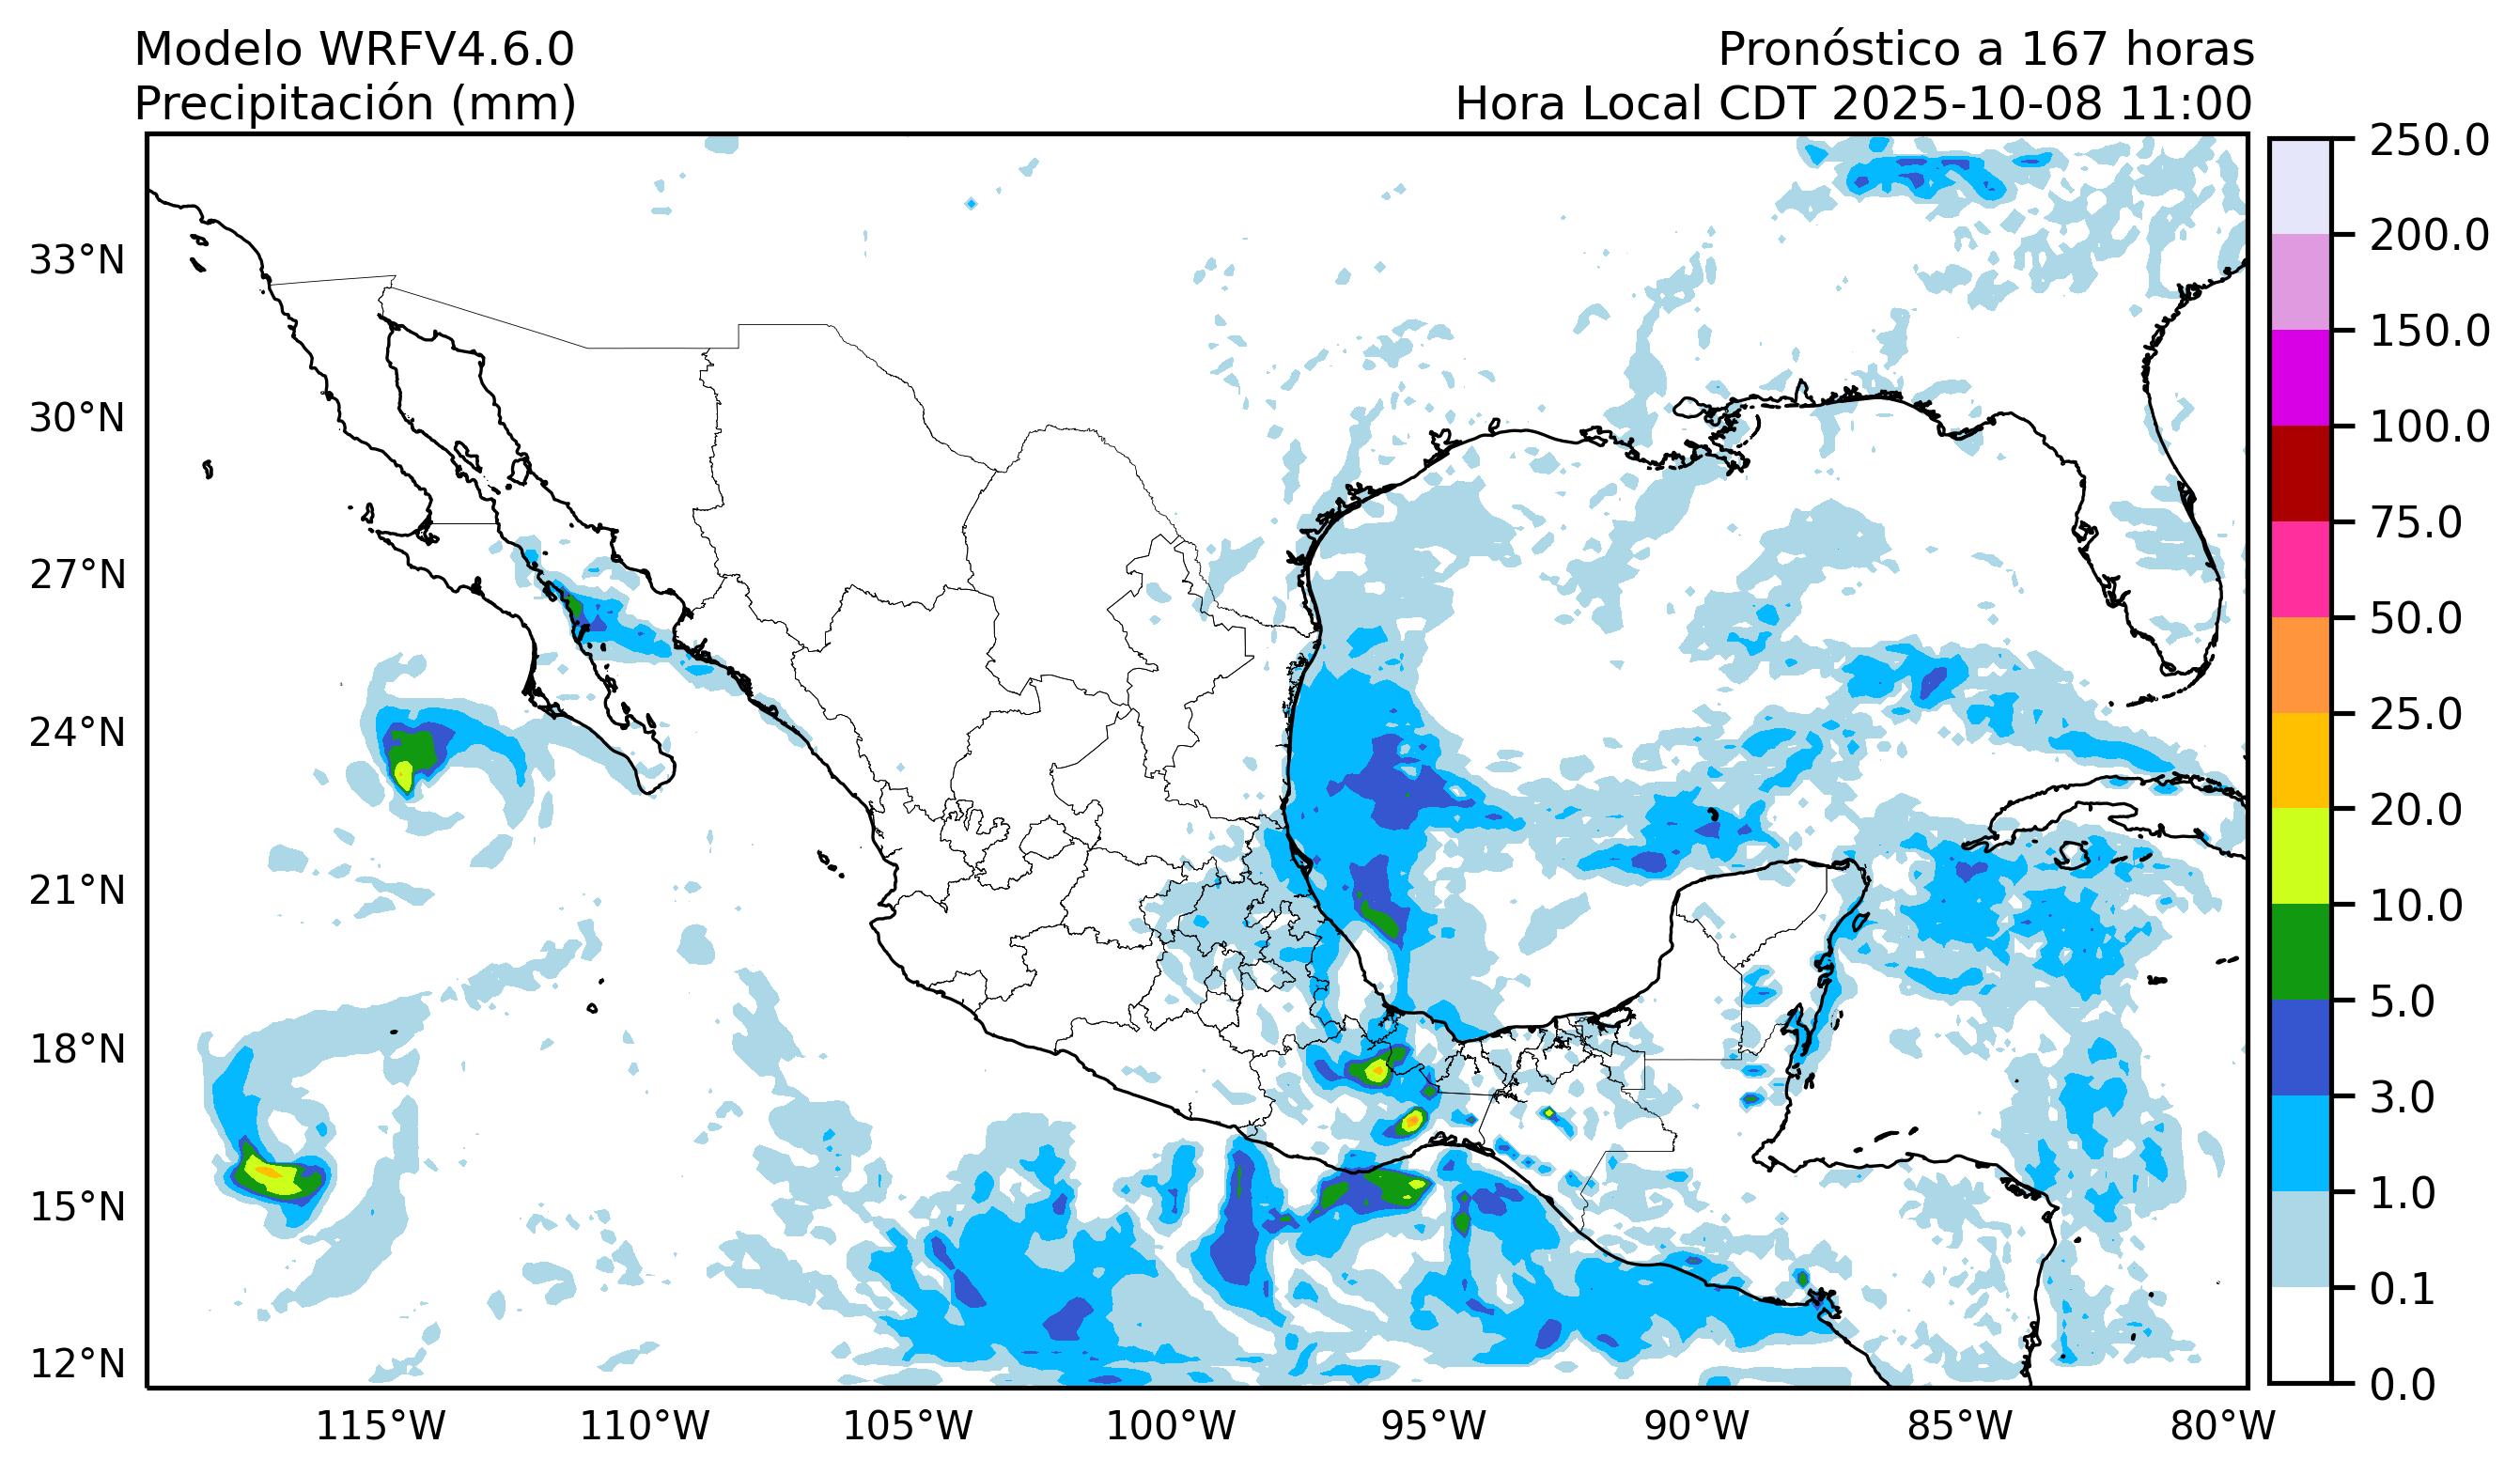 Modelo WRFV4.6.0
Precipitación (mm)
Pronóstico a 167 horas
Hora Local CDT 2025-10-08 11:00
33°N
30°N
27°N
24°N
21°N
18°N
15°N
12°N
115°W
110°W
105°W
100°W
95°W
90°W
85°W
80°W
250.0
200.0
150.0
100.0
75.0
50.0
25.0
20.0
10.0
5.0
3.0
1.0
0.1
0.0